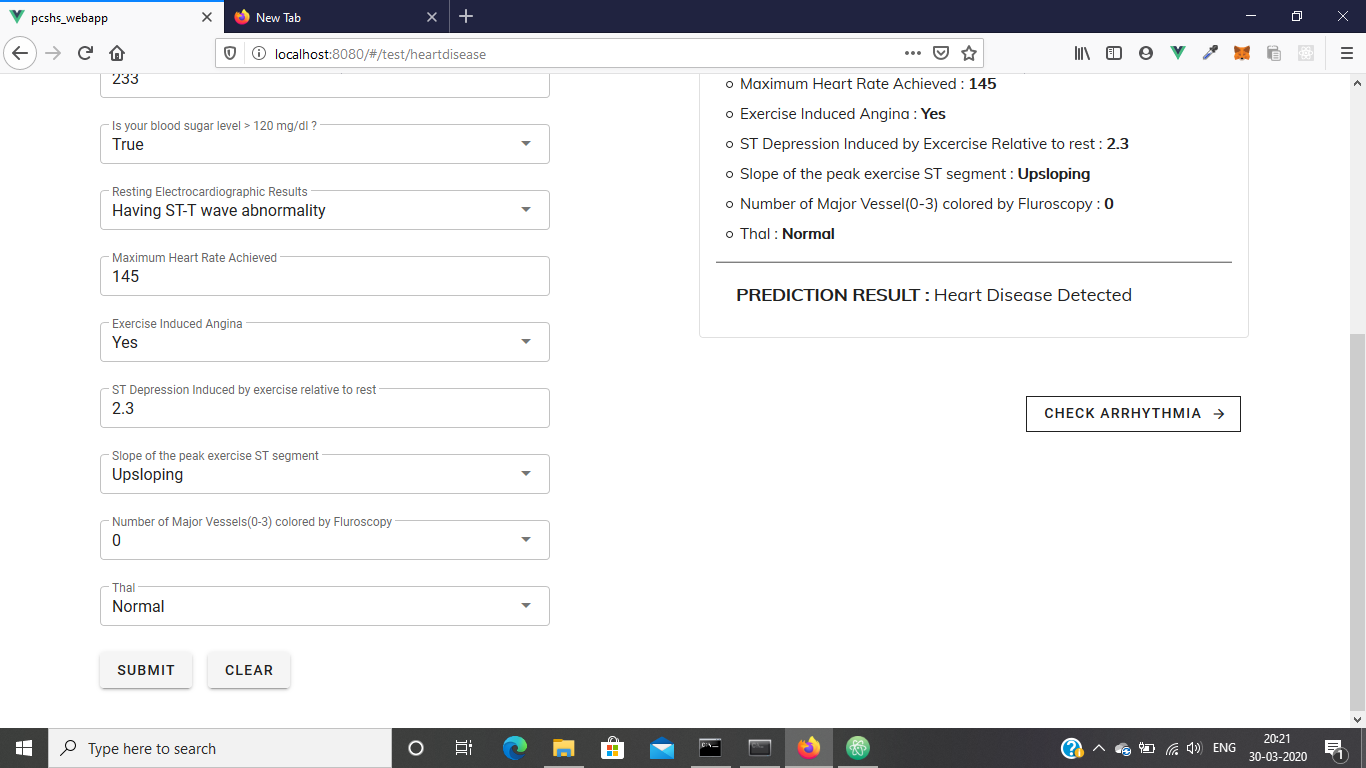 pcshs_webapp
New Tab
localhost:8080/#/test/heartdisease
233
Is your blood sugar level > 120 mg/dl ?
True
Resting Electrocardiographic Results
Having ST-T wave abnormality
Maximum Heart Rate Achieved
145
Exercise Induced Angina
Yes
ST Depression Induced by exercise relative to rest
2.3
Slope of the peak exercise ST segment
Upsloping
Number of Major Vessels(0-3) colored by Fluroscopy
0
Thal
Normal
SUBMIT
CLEAR
Maximum Heart Rate Achieved : 145
Exercise Induced Angina : Yes
ST Depression Induced by Excercise Relative to rest : 2.3
Slope of the peak exercise ST segment : Upsloping
Number of Major Vessel(0-3) colored by Fluroscopy : 0
Thal : Normal
PREDICTION RESULT : Heart Disease Detected
CHECK ARRHYTHMIA
Type here to search
ENG
20:21
30-03-2020
1